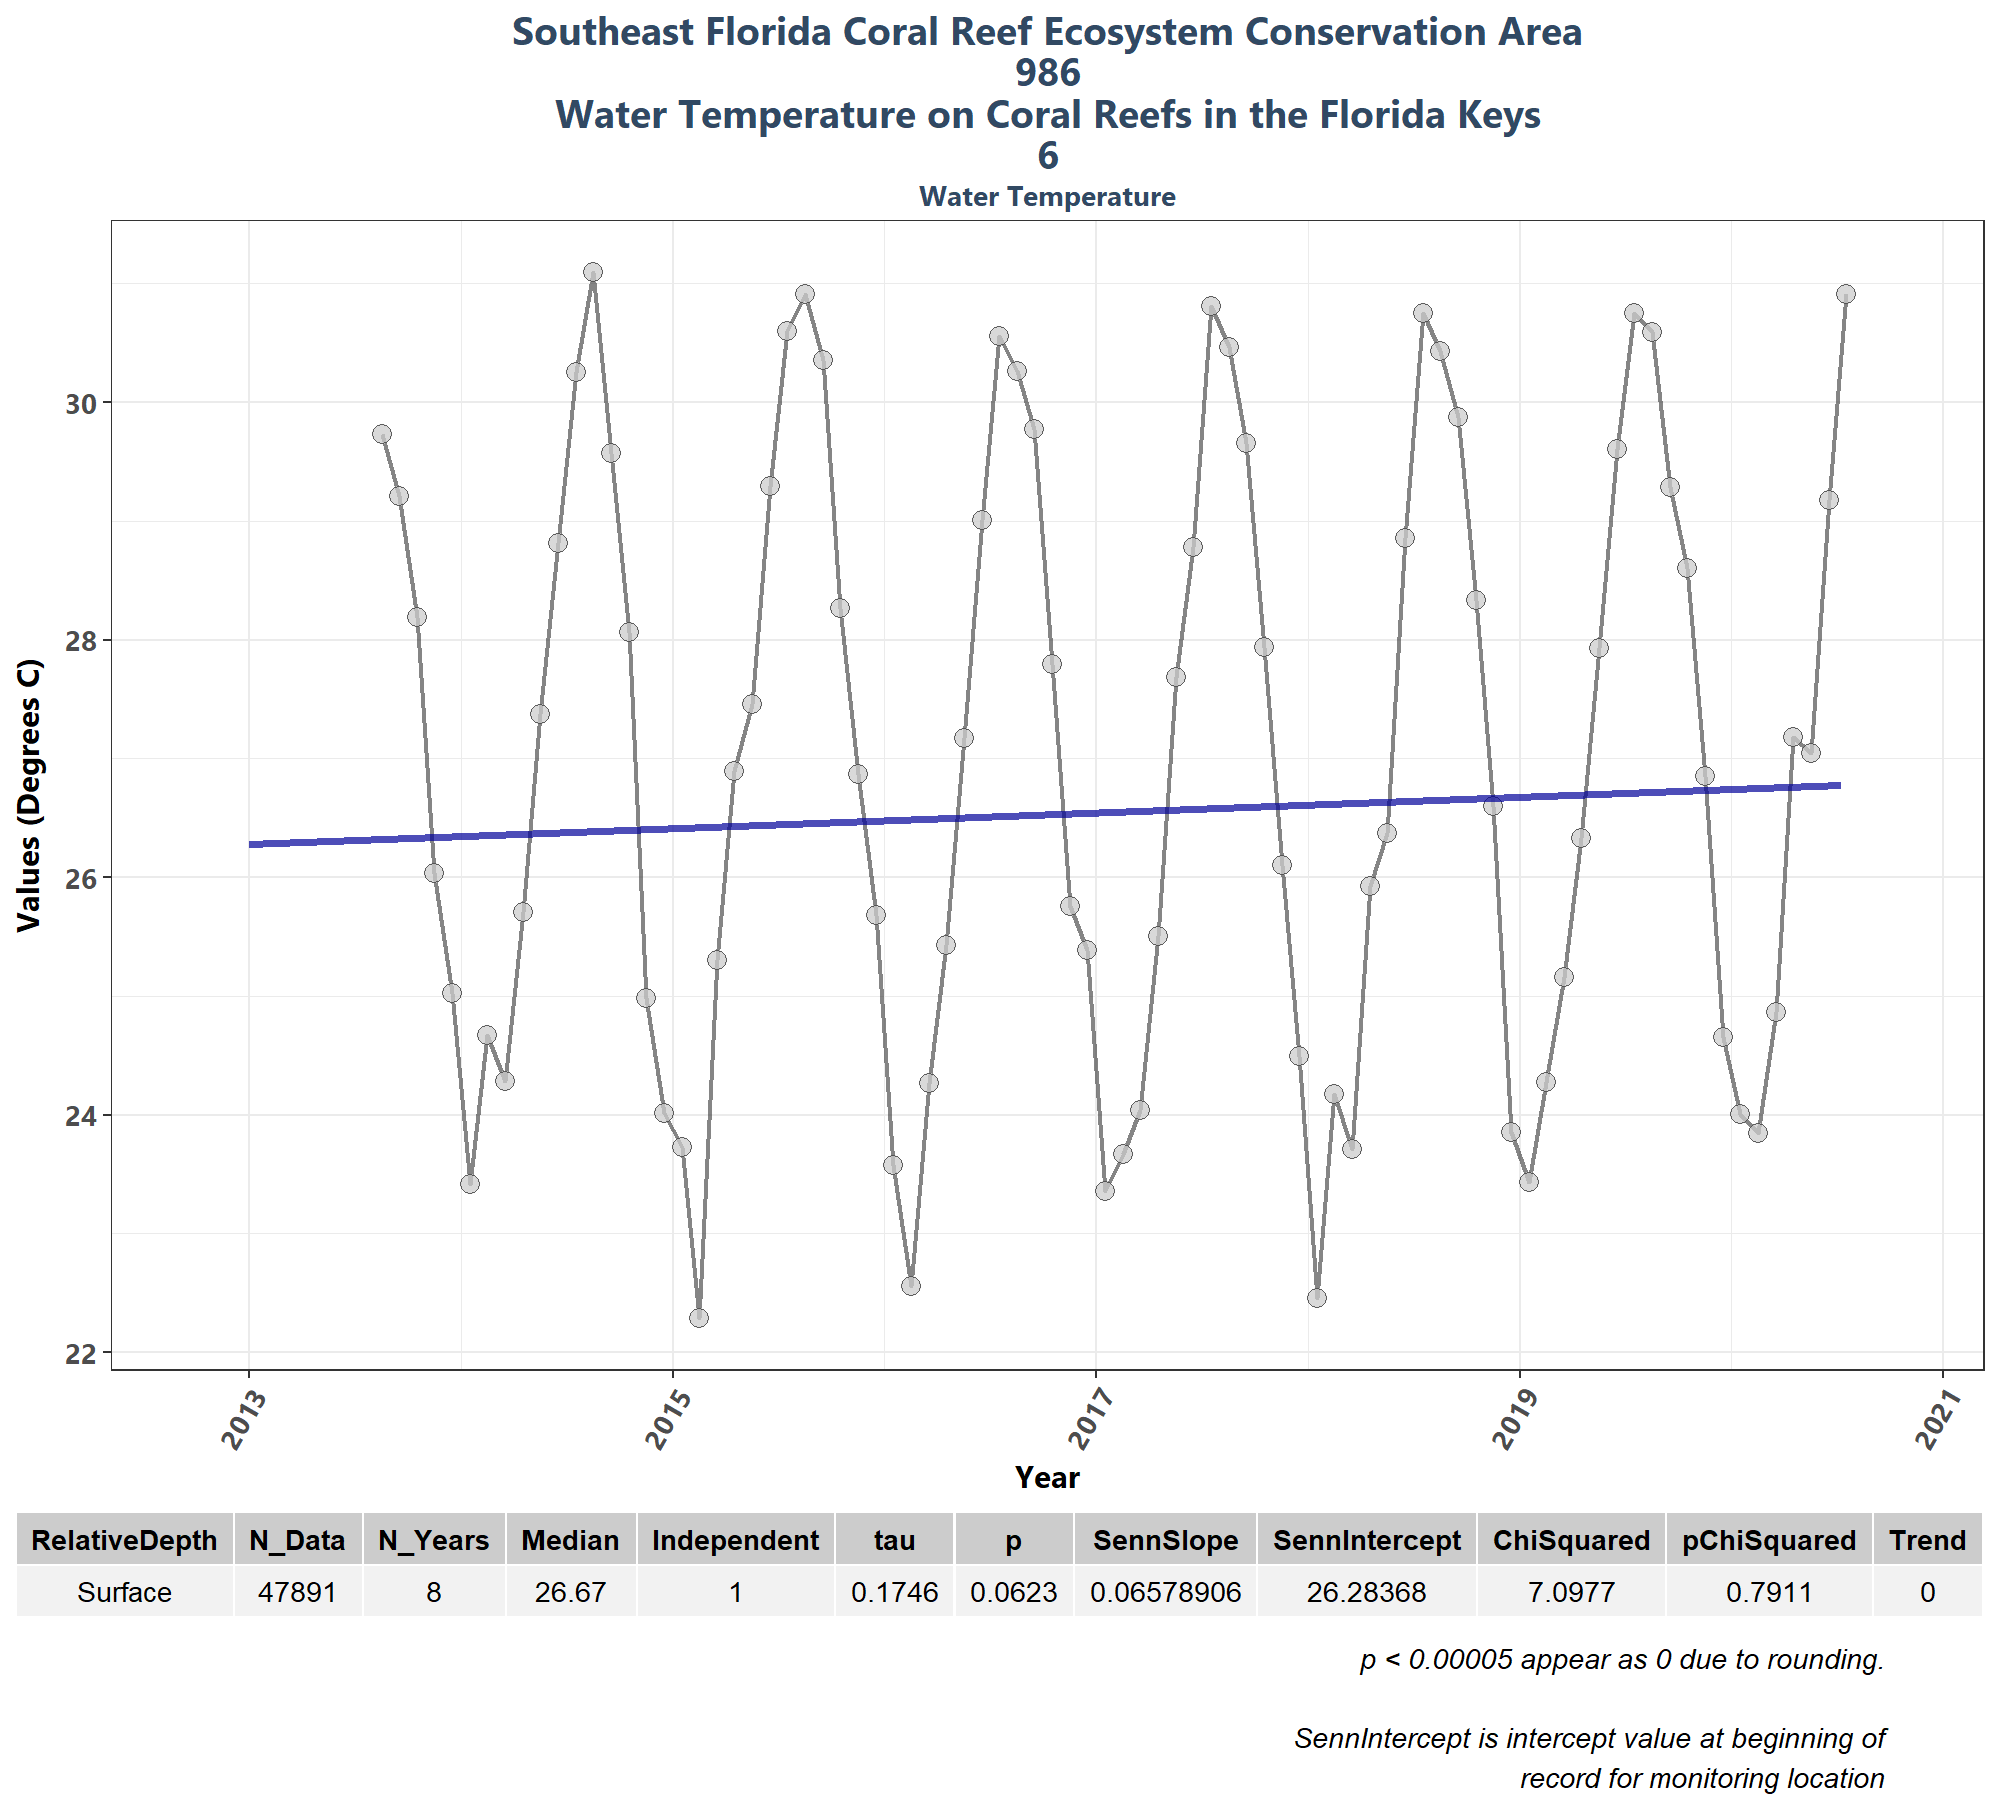 Southeast Florida Coral Reef Ecosystem Conservation Area
986
Water Temperature on Coral Reefs in the Florida Keys
6
Water Temperature
Values (Degrees C)
30
28
26
24
22
2013
2015
2017
2019
2021
Year
RelativeDepth N_Data N_Years Median Independent tau p SennSlope SennIntercept ChiSquared pChiSquared Trend
Surface 47891 8 26.67 1 0.1746 0.0623 0.06578906 26.28368 7.0977 0.7911 0
p < 0.00005 appear as 0 due to rounding.
SennIntercept is intercept value at beginning of
record for monitoring location